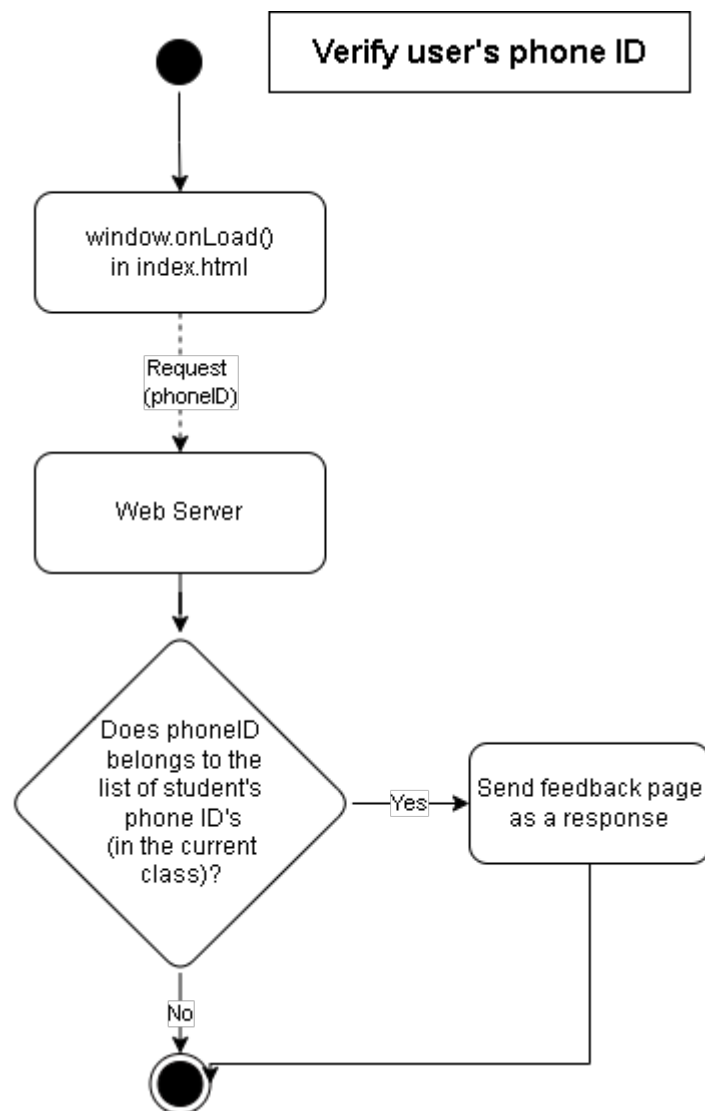 Verify user's phone ID
window.onLoad()
in index.html
Request
(phoneID)
Web Server
Does phoneID
belongs to the
list of student's
phone ID's
(in the current
class)?
Yes
Send feedback page
as a response
No